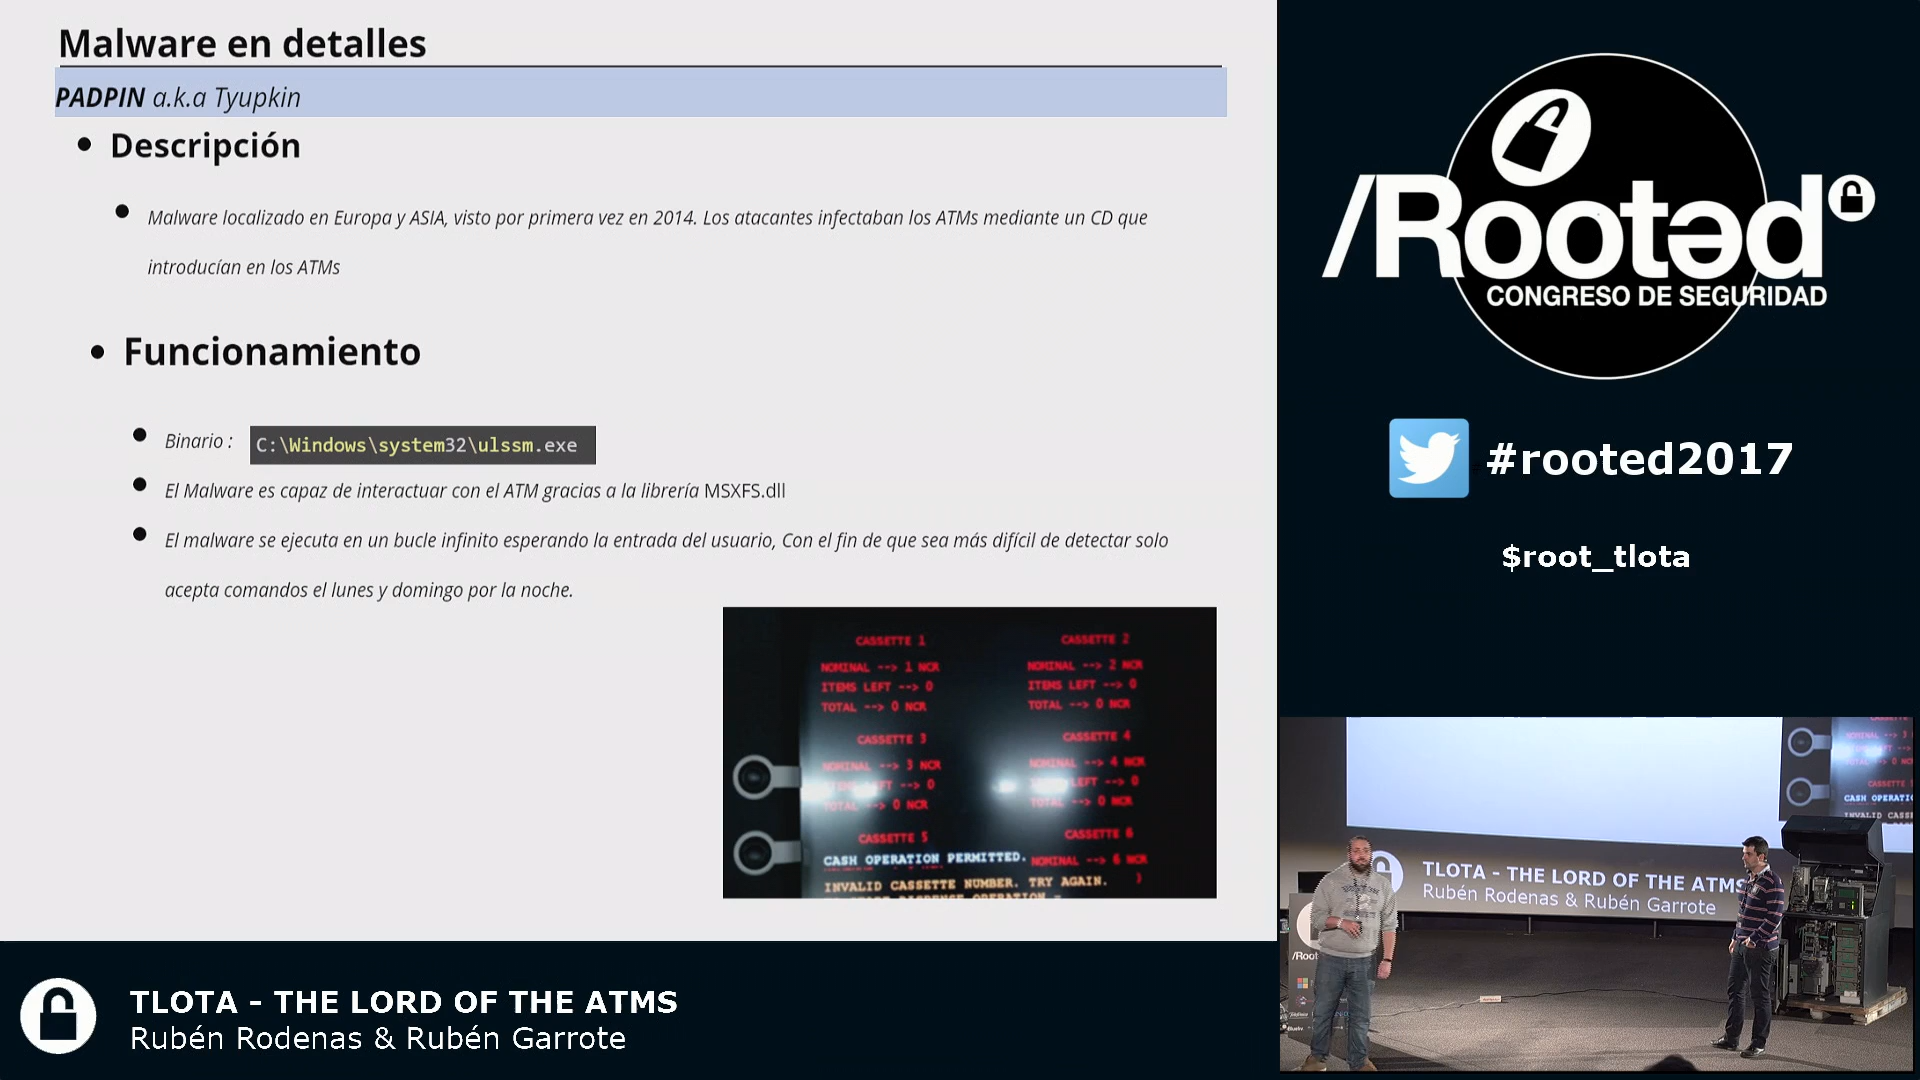 Malware en detalles
PADPIN a.k.a Tyupkin
Descripción
Malware localizado en Europa y ASIA, visto por primera vez en 2014. Los atacantes infectaban los ATMs mediante un CD que
introducían en los ATMs
Funcionamiento
Binario : C:\Windows\system32\ulssm.exe
El Malware es capaz de interactuar con el ATM gracias a la librería MSXFS.dll
El malware se ejecuta en un bucle infinito esperando la entrada del usuario, Con el fin de que sea más difícil de detectar solo
acepta comandos el lunes y domingo por la noche.
CASSETTE 1 CASSETTE 2
NOMINAL --> 1 NCR NOMINAL --> 2 NCR
ITEMS LEFT --> 0 ITEMS LEFT --> 0
TOTAL --> 0 NCR TOTAL --> 0 NCR
CASSETTE 3 CASSETTE 4
NOMINAL --> 3 NCR NOMINAL --> 4 NCR
LEFT --> 0
TOTAL --> 0 NCR TOTAL --> 0 NCR
CASSETTE 5 CASSETTE 6
CASH OPERATION PERMITTED. NOMINAL --> 6 NCR
INVALID CASSETTE NUMBER. TRY AGAIN.
/Rooted
CONGRESO DE SEGURIDAD
#rooted2017
$root_tlota
CASH OPERATIO
INVALID CASSE
TLOTA - THE LORD OF THE ATMS
Rubén Rodenas & Rubén Garrote
/Root
TLOTA - THE LORD OF THE ATMS
Rubén Rodenas & Rubén Garrote